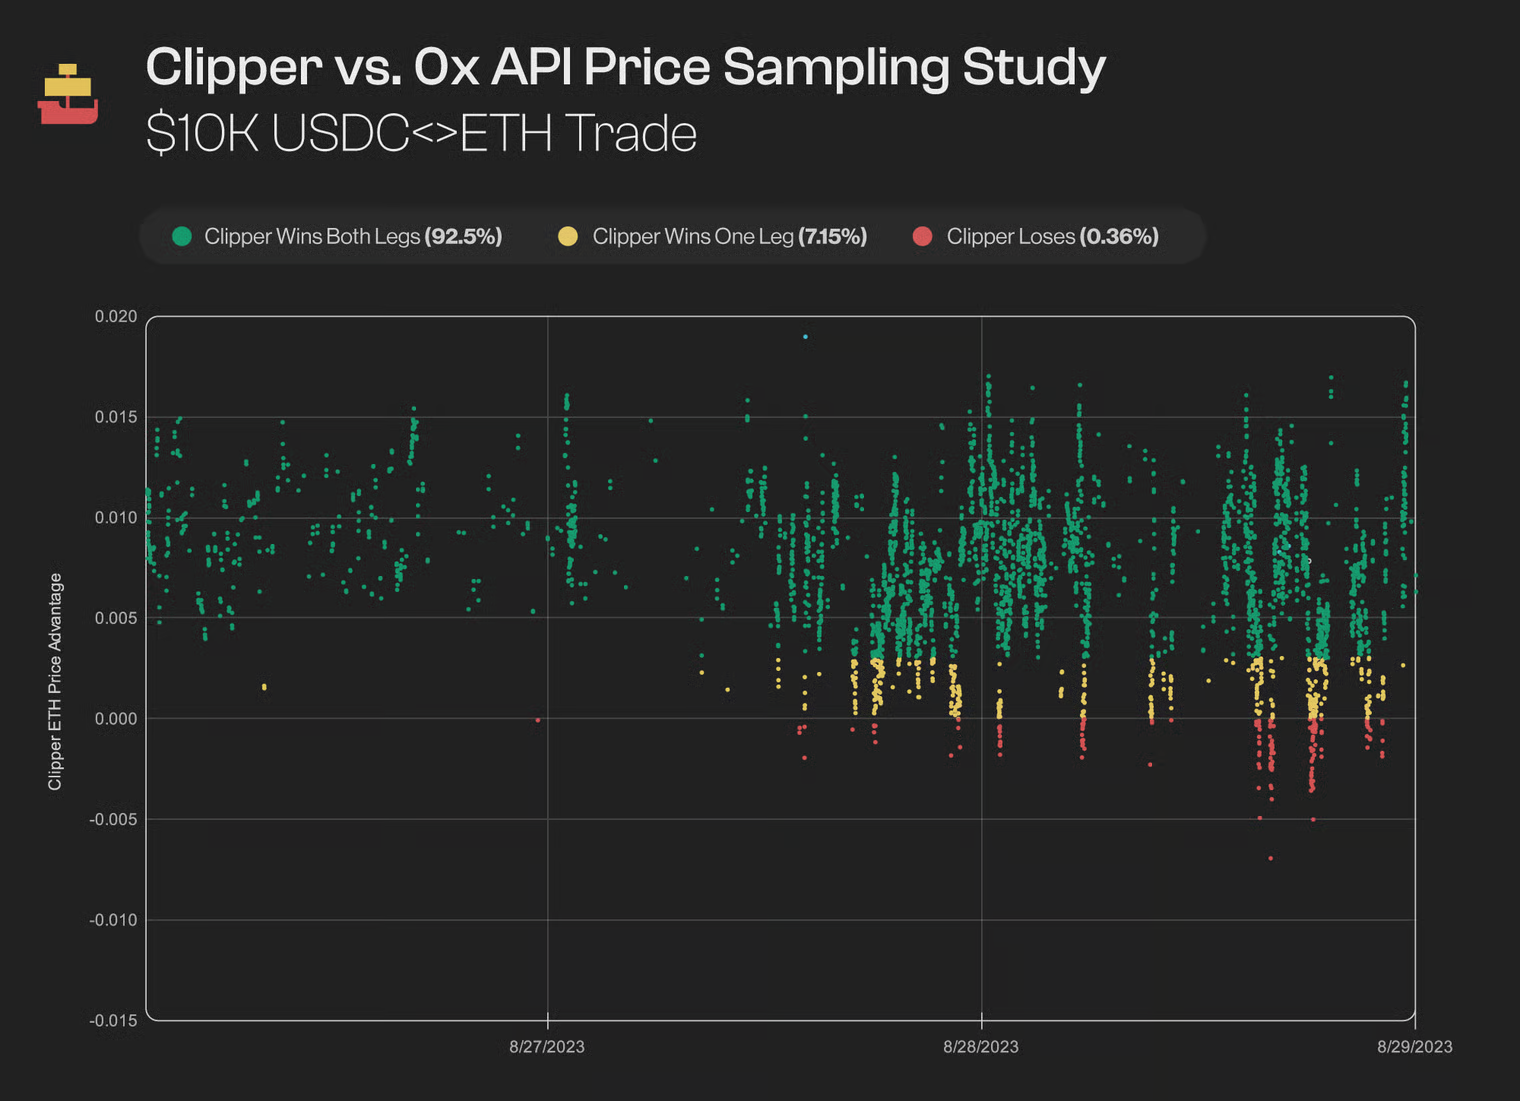 Clipper vs. 0x API Price Sampling Study
$10K USDC<>ETH Trade
Clipper Wins Both Legs (92.5%)
Clipper Wins One Leg (7.15%)
Clipper Loses (0.36%)
Clipper ETH Price Advantage
0.020
0.015
0.010
0.005
0.000
-0.005
-0.010
-0.015
8/27/2023
8/28/2023
8/29/2023